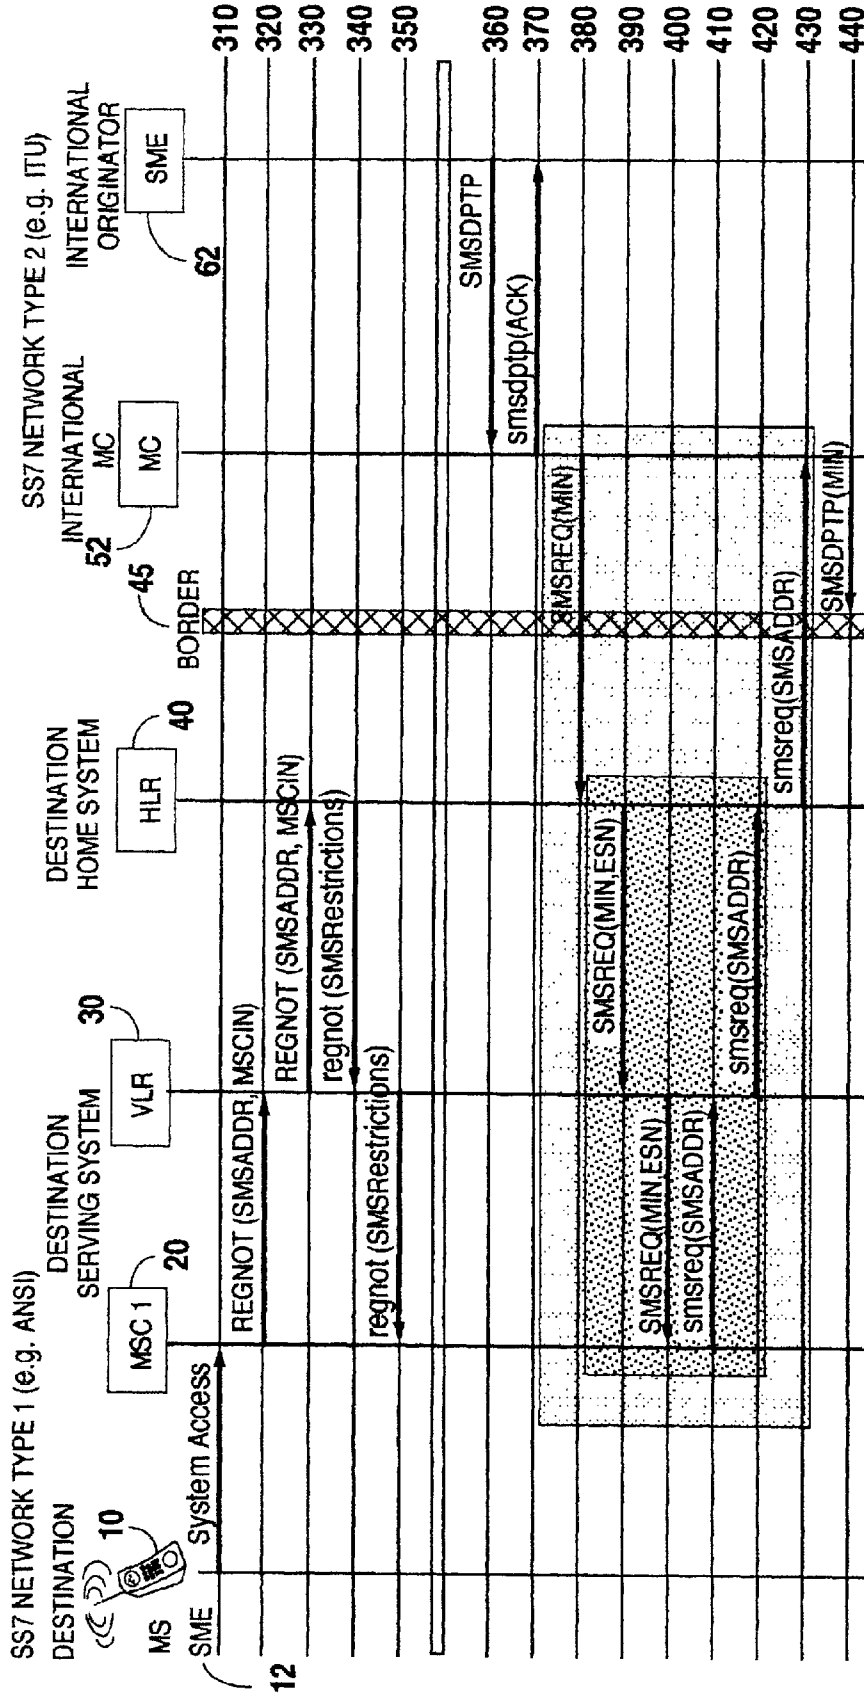 SS7 NETWORK TYPE 1 (e.g. ANSI)
SS7 NETWORK TYPE 2 (e.g. ITU)
DESTINATION
10
MS
SME
12
DESTINATION
SERVING SYSTEM
MSC 1
20
VLR
30
DESTINATION
HOME SYSTEM
HLR
40
BORDER
45
INTERNATIONAL
MC
MC
52
INTERNATIONAL
ORIGINATOR
SME
62
System Access
310
REGNOT (SMSADDR, MSCIN)
320
REGNOT (SMSADDR, MSCIN)
330
regnot (SMSRestrictions)
340
regnot (SMSRestrictions)
350
SMSDPTP
360
smsdptp(ACK)
370
SMSREQ(MIN)
380
SMSREQ(MIN,ESN)
390
SMSREQ(MIN,ESN)
400
smsreq(SMSADDR)
410
smsreq(SMSADDR)
420
smsreq(SMSADDR)
430
SMSDPTP(MIN)
440